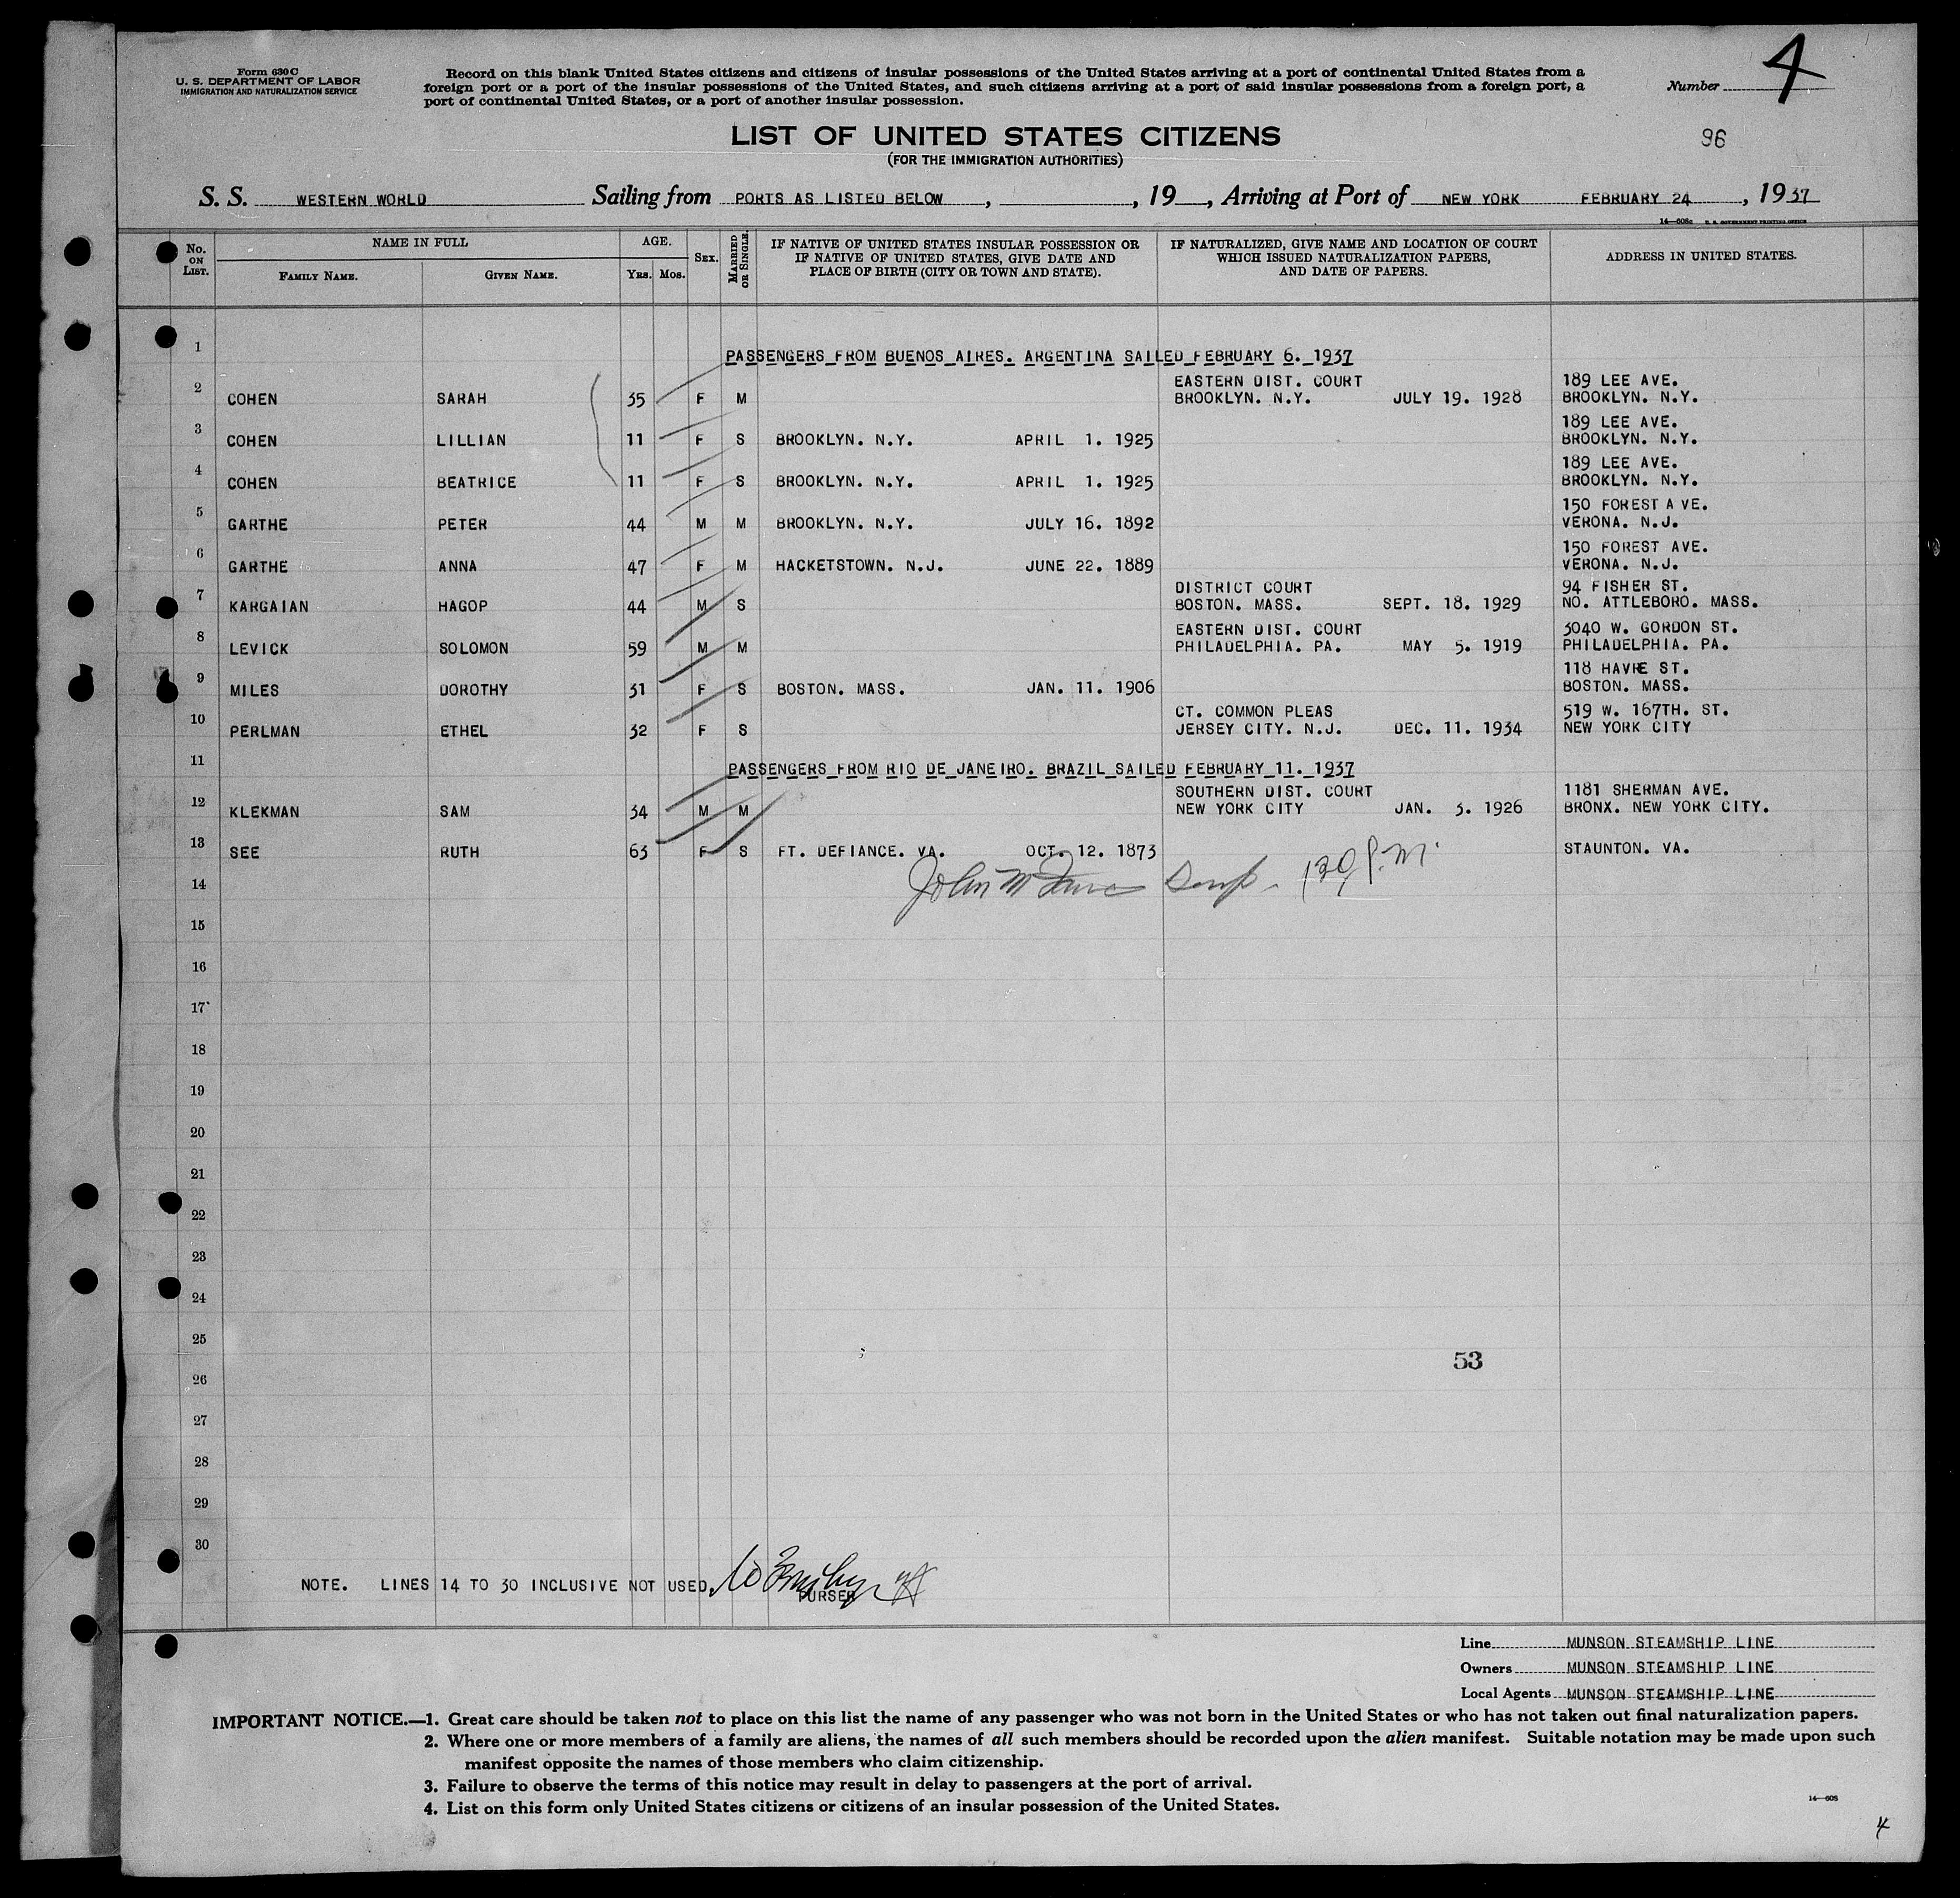 Form 630 C
U. S. DEPARTMENT OF LABOR
IMMIGRATION AND NATURALIZATION SERVICE
Record on this blank United States citizens and citizens of insular possessions of the United States arriving at a port of continental United States from a
foreign port or a port of the insular possessions of the United States, and such citizens arriving at a port of said insular possessions from a foreign port, a
port of continental United States, or a port of another insular possession.
Number 4
96
LIST OF UNITED STATES CITIZENS
(FOR THE IMMIGRATION AUTHORITIES)
S. S. WESTERN WORLD Sailing from PORTS AS LISTED BELOW, , 19 , Arriving at Port of NEW YORK FEBRUARY 24, 1937
14—608c U. S. GOVERNMENT PRINTING OFFICE
No. ON LIST. NAME IN FULL FAMILY NAME. GIVEN NAME. AGE. YRS. MOS. SEX. MARRIED OR SINGLE. IF NATIVE OF UNITED STATES INSULAR POSSESSION OR IF NATIVE OF UNITED STATES, GIVE DATE AND PLACE OF BIRTH (CITY OR TOWN AND STATE). IF NATURALIZED, GIVE NAME AND LOCATION OF COURT WHICH ISSUED NATURALIZATION PAPERS, AND DATE OF PAPERS. ADDRESS IN UNITED STATES.
1 PASSENGERS FROM BUENOS AIRES. ARGENTINA SAILED FEBRUARY 6. 1937
2 COHEN SARAH 35 F M EASTERN DIST. COURT BROOKLYN. N.Y. JULY 19. 1928 189 LEE AVE. BROOKLYN. N.Y.
3 COHEN LILLIAN 11 F S BROOKLYN. N.Y. APRIL 1. 1925 189 LEE AVE. BROOKLYN. N.Y.
4 COHEN BEATRICE 11 F S BROOKLYN. N.Y. APRIL 1. 1925 189 LEE AVE. BROOKLYN. N.Y.
5 GARTHE PETER 44 M M BROOKLYN. N.Y. JULY 16. 1892 150 FOREST A VE. VERONA. N.J.
6 GARTHE ANNA 47 F M HACKETSTOWN. N.J. JUNE 22. 1889 150 FOREST AVE. VERONA. N.J.
7 KARGAIAN HAGOP 44 M S DISTRICT COURT BOSTON. MASS. SEPT. 18. 1929 94 FISHER ST. NO. ATTLEBORO. MASS.
8 LEVICK SOLOMON 59 M M EASTERN DIST. COURT PHILADELPHIA. PA. MAY 5. 1919 3040 W. GORDON ST. PHILADELPHIA. PA.
9 MILES DOROTHY 31 F S BOSTON. MASS. JAN. 11. 1906 118 HAVRE ST. BOSTON. MASS.
10 PERLMAN ETHEL 32 F S CT. COMMON PLEAS JERSEY CITY. N.J. DEC. 11. 1934 519 W. 167TH. ST. NEW YORK CITY
11 PASSENGERS FROM RIO DE JANEIRO. BRAZIL SAILED FEBRUARY 11. 1937
12 KLEKMAN SAM 34 M M SOUTHERN DIST. COURT NEW YORK CITY JAN. 3. 1926 1181 SHERMAN AVE. BRONX. NEW YORK CITY.
13 SEE RUTH 63 F S FT. DEFIANCE. VA. OCT. 12. 1873 STAUNTON. VA.
14 John M
15
16
17
18
19
20
21
22
23
24
25
53
26
27
28
29
30
NOTE. LINES 14 TO 30 INCLUSIVE NOT USED.
PURSER
Line MUNSON STEAMSHIP LINE
Owners MUNSON STEAMSHIP LINE
Local Agents MUNSON STEAMSHIP LINE
IMPORTANT NOTICE.—1. Great care should be taken not to place on this list the name of any passenger who was not born in the United States or who has not taken out final naturalization papers.
2. Where one or more members of a family are aliens, the names of all such members should be recorded upon the alien manifest. Suitable notation may be made upon such
manifest opposite the names of those members who claim citizenship.
3. Failure to observe the terms of this notice may result in delay to passengers at the port of arrival.
4. List on this form only United States citizens or citizens of an insular possession of the United States.
14—608
4